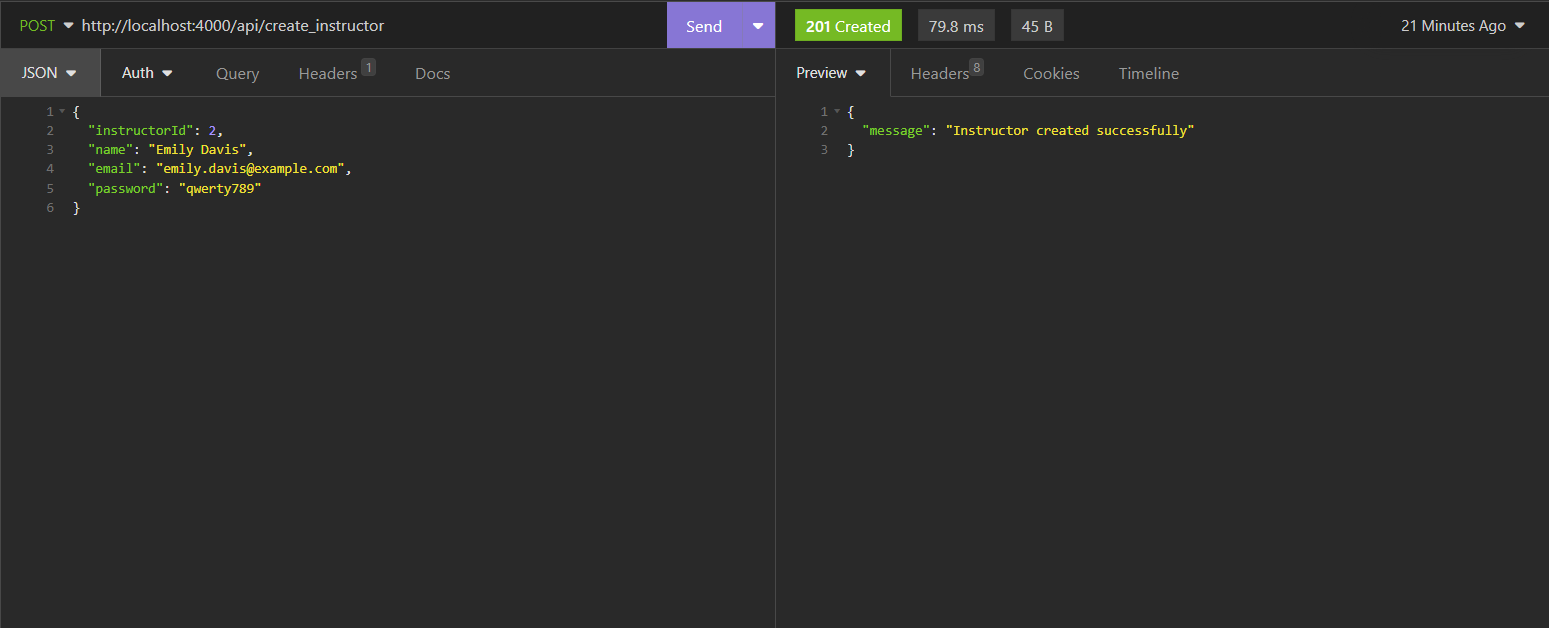 POST http://localhost:4000/api/create_instructor Send
201 Created 79.8 ms 45 B 21 Minutes Ago
JSON Auth Query Headers 1 Docs
1 {
2 "instructorId": 2,
3 "name": "Emily Davis",
4 "email": "emily.davis@example.com",
5 "password": "qwerty789"
6 }
Preview Headers 8 Cookies Timeline
1 {
2 "message": "Instructor created successfully"
3 }